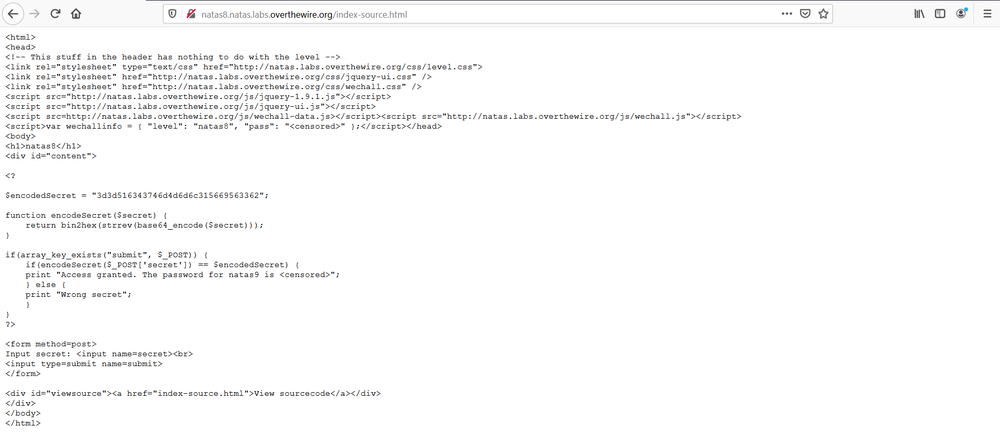 natas8.natas.labs.overthewire.org/index-source.html
<html>
<head>
<!-- This stuff in the header has nothing to do with the level -->
<link rel="stylesheet" type="text/css" href="http://natas.labs.overthewire.org/css/level.css">
<link rel="stylesheet" href="http://natas.labs.overthewire.org/css/jquery-ui.css" />
<link rel="stylesheet" href="http://natas.labs.overthewire.org/css/wechall.css" />
<script src="http://natas.labs.overthewire.org/js/jquery-1.9.1.js"></script>
<script src="http://natas.labs.overthewire.org/js/jquery-ui.js"></script>
<script src=http://natas.labs.overthewire.org/js/wechall-data.js></script><script src="http://natas.labs.overthewire.org/js/wechall.js"></script>
<script>var wechallinfo = { "level": "natas8", "pass": "<censored>" };</script></head>
<body>
<h1>natas8</h1>
<div id="content">
<?
$encodedSecret = "3d3d516343746d4d6d6c315669563362";
function encodeSecret($secret) {
    return bin2hex(strrev(base64_encode($secret)));
}
if(array_key_exists("submit", $_POST)) {
    if(encodeSecret($_POST['secret']) == $encodedSecret) {
    print "Access granted. The password for natas9 is <censored>";
    } else {
    print "Wrong secret";
    }
}
?>
<form method=post>
Input secret: <input name=secret><br>
<input type=submit name=submit>
</form>
<div id="viewsource"><a href="index-source.html">View sourcecode</a></div>
</div>
</body>
</html>